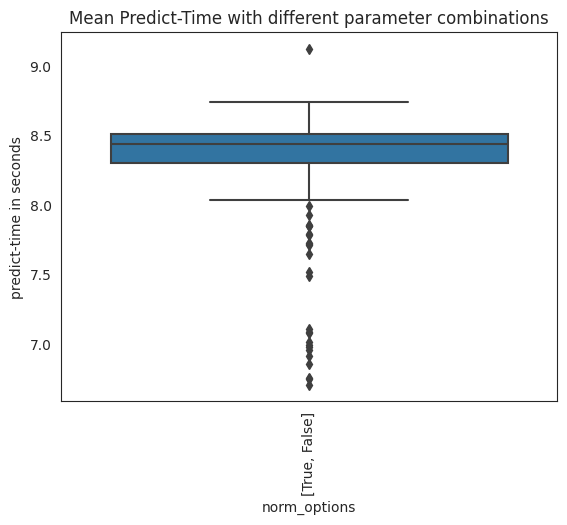 Mean Predict-Time with different parameter combinations
9.0
8.5
8.0
7.5
7.0
predict-time in seconds
[True, False]
norm_options